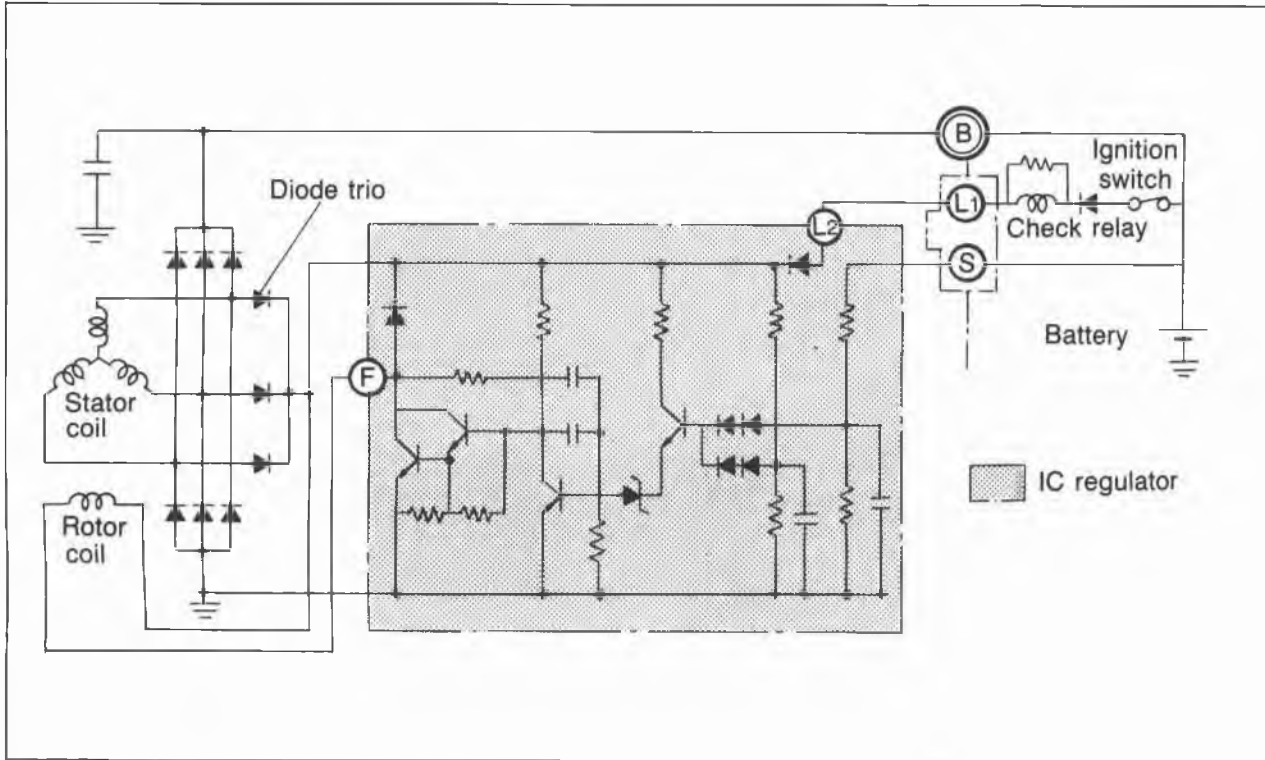 B
Ignition
switch
Diode trio
L1
L2
Check relay
S
Battery
F
Stator
coil
IC regulator
Rotor
coil